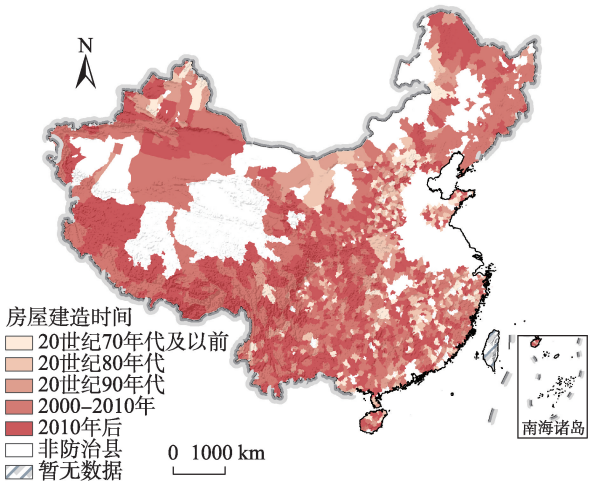 N
房屋建造时间
20世纪70年代及以前
20世纪80年代
20世纪90年代
2000–2010年
2010年后
非防治县
暂无数据
0 1000 km
南海诸岛